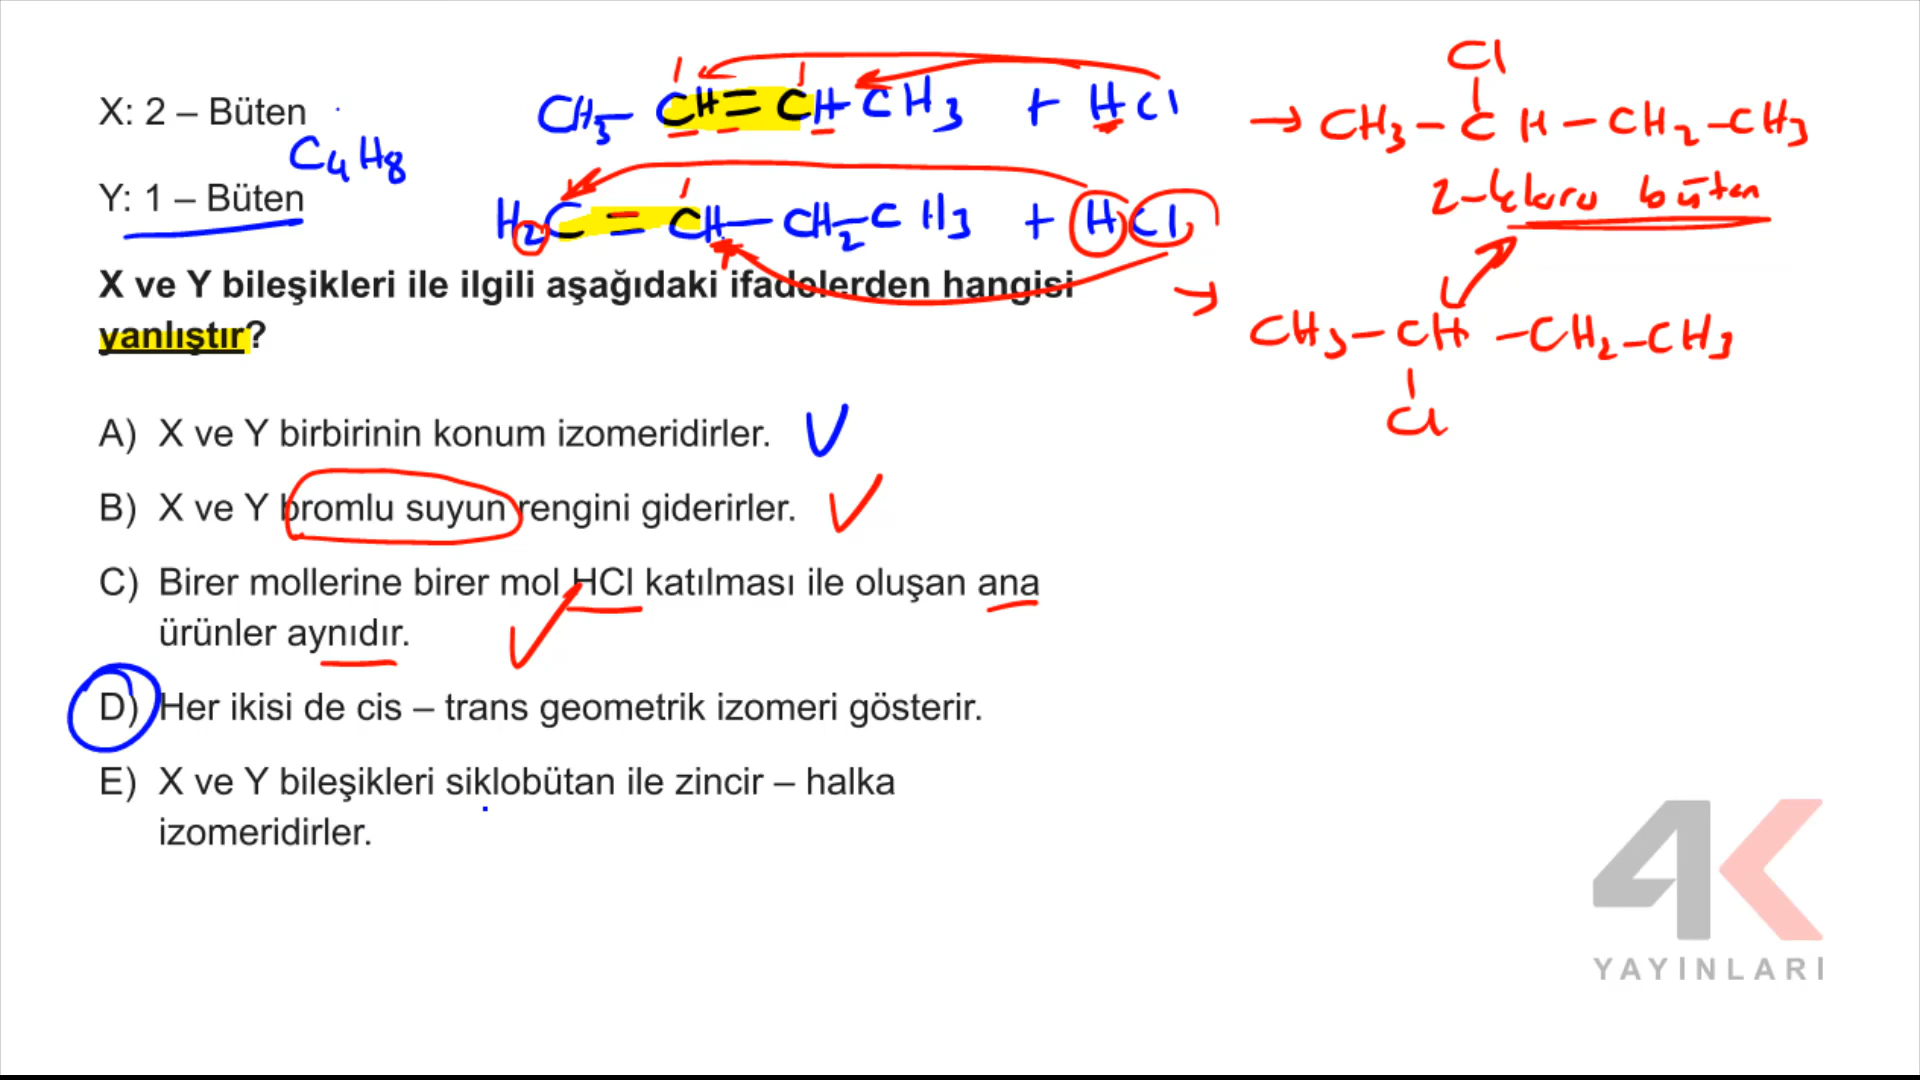 Cl
X: 2 – Büten
CH3 – CH = CH – CH3 + HCl → CH3 – CH – CH2 – CH3
C4H8
2-kloro büten
Y: 1 – Büten
H2C = CH – CH2 CH3 + HCl
X ve Y bileşikleri ile ilgili aşağıdaki ifadelerden hangisi
yanlıştır?
→ CH3 – CH – CH2 – CH3
Cl
A) X ve Y birbirinin konum izomeridirler.
B) X ve Y bromlu suyun rengini giderirler.
C) Birer mollerine birer mol HCl katılması ile oluşan ana
ürünler aynıdır.
D) Her ikisi de cis – trans geometrik izomeri gösterir.
E) X ve Y bileşikleri siklobütan ile zincir – halka
izomeridirler.
4K
YAYINLARI